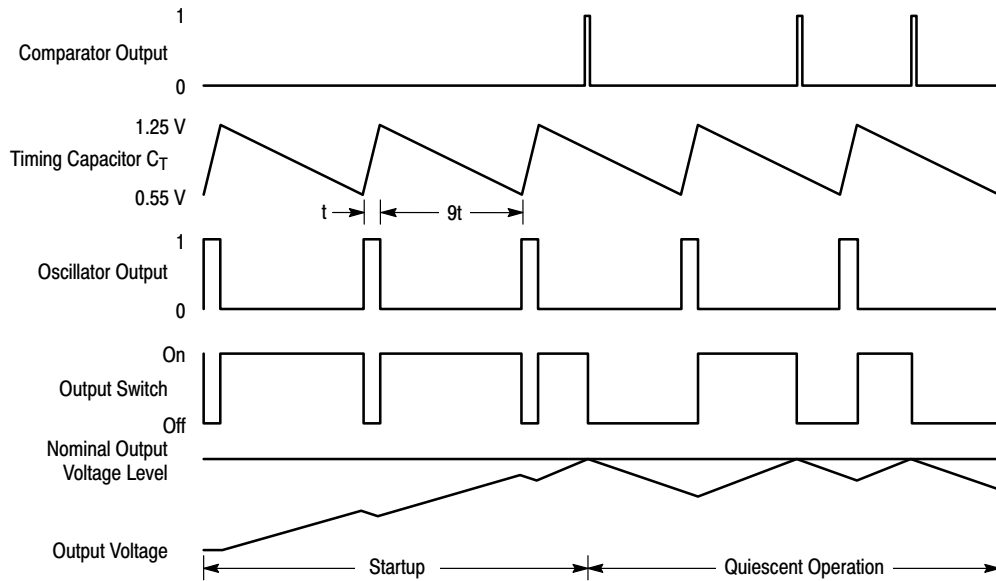 1
Comparator Output
0
1.25 V
Timing Capacitor CT
0.55 V
t
9t
1
Oscillator Output
0
On
Output Switch
Off
Nominal Output
Voltage Level
Output Voltage
Startup
Quiescent Operation